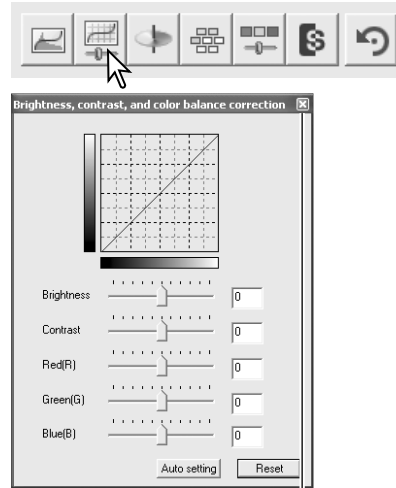 Brightness, contrast, and color balance correction
Brightness 0
Contrast 0
Red(R) 0
Green(G) 0
Blue(B) 0
Auto setting Reset